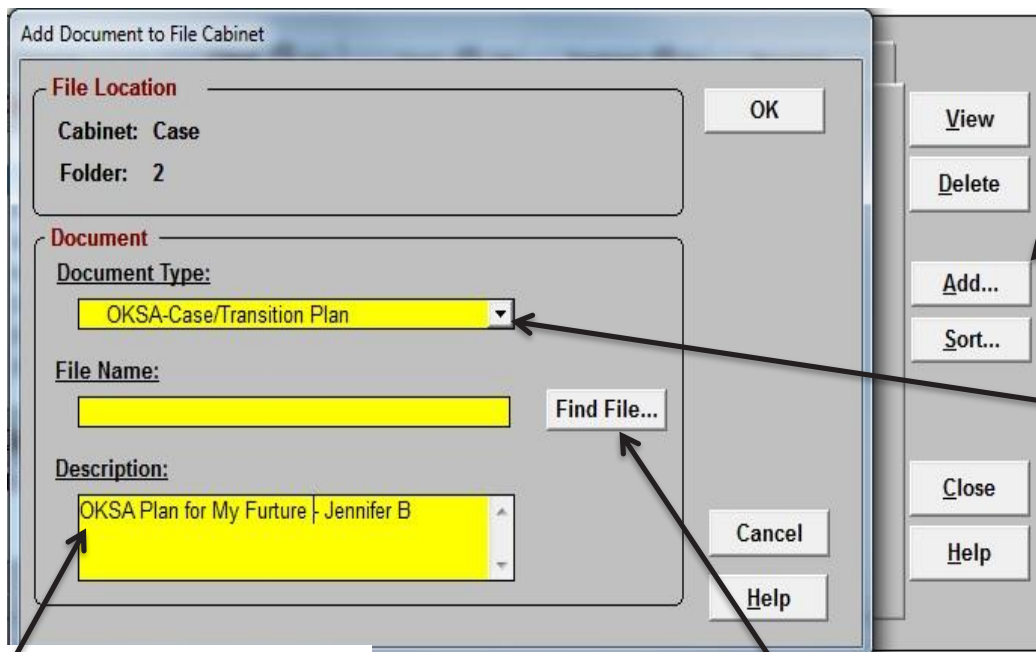 Add Document to File Cabinet
File Location
Cabinet: Case
Folder: 2
OK
Document
Document Type:
OKSA-Case/Transition Plan
File Name:
Find File...
Description:
OKSA Plan for My Furture - Jennifer B
Cancel
Help
View
Delete
Add...
Sort...
Close
Help